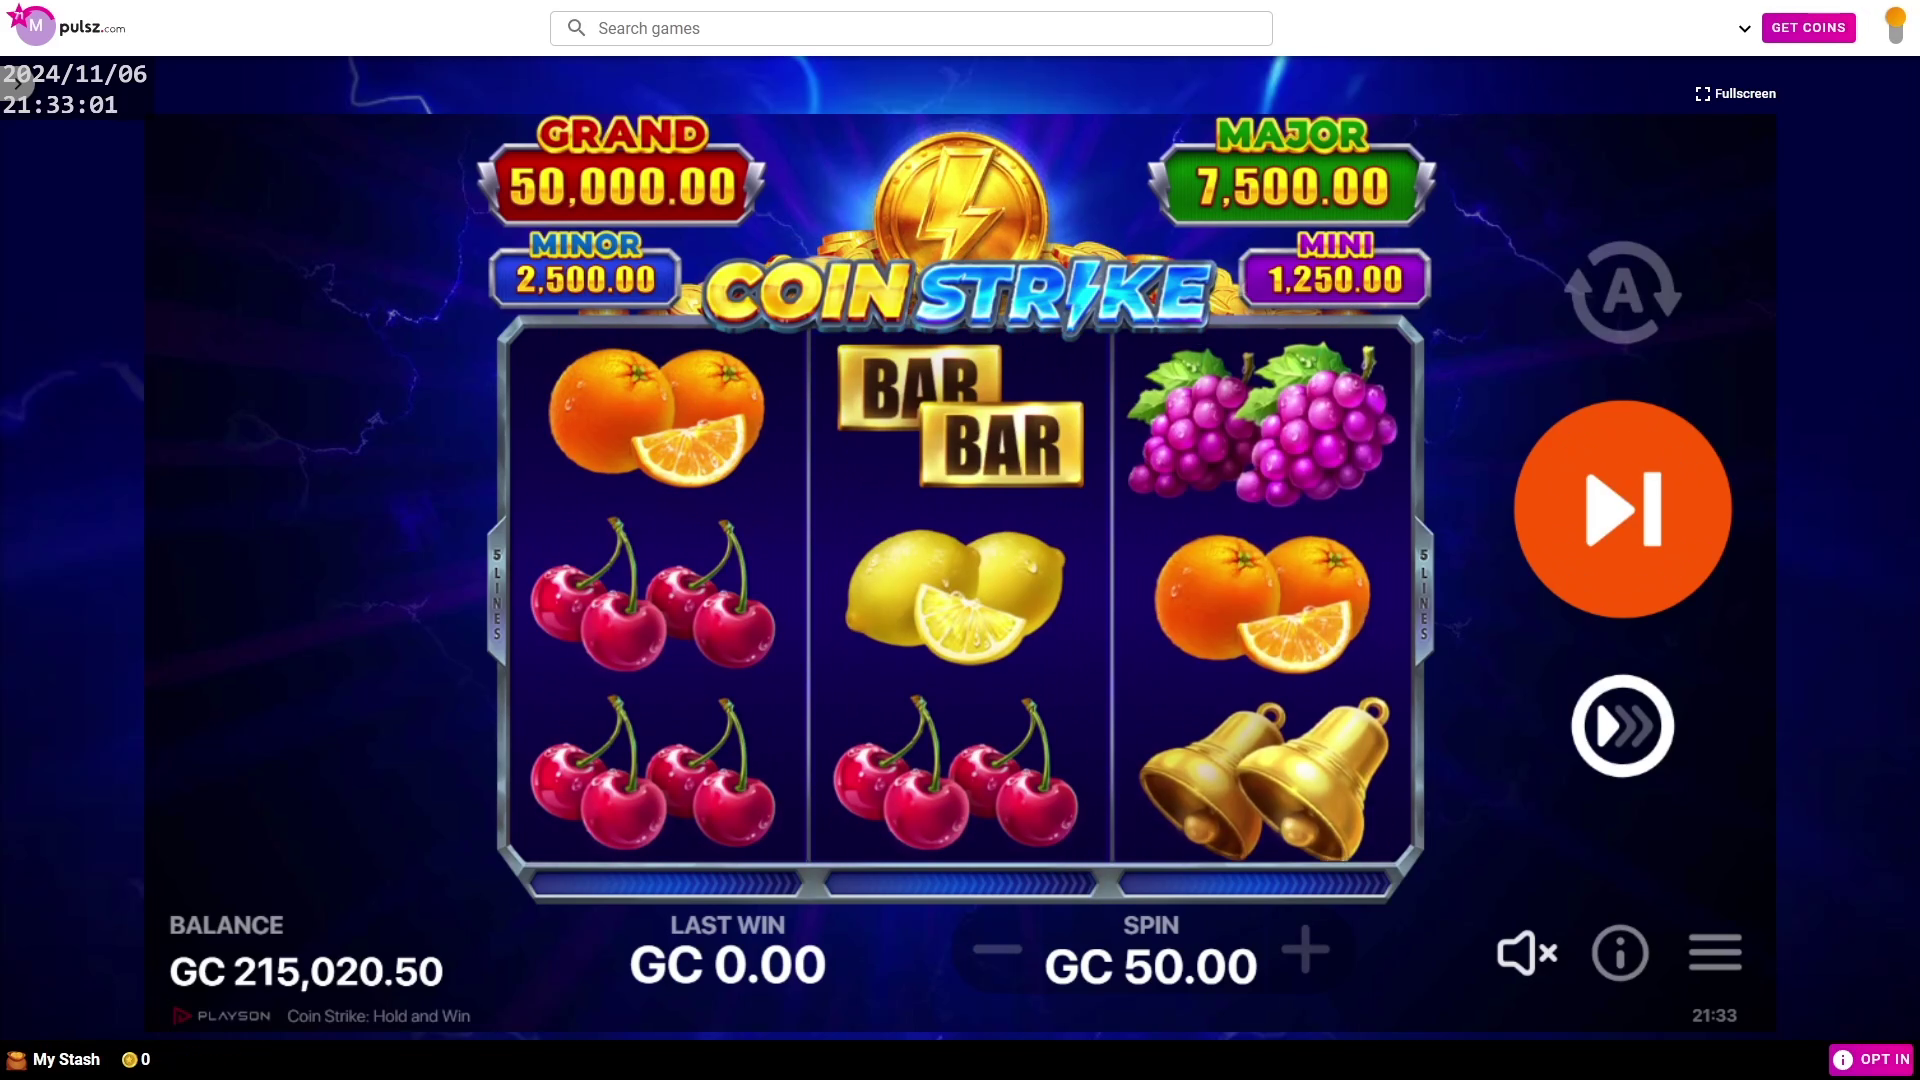 71
M
pulsz.com
Search games
GET COINS
2024/11/06
21:33:01
Fullscreen
GRAND
50,000.00
MAJOR
7,500.00
MINOR
2,500.00
MINI
1,250.00
COIN STRIKE
A
BAR
BAR
5 LINES
5 LINES
BALANCE
GC 215,020.50
LAST WIN
GC 0.00
SPIN
GC 50.00
PLAYSON
Coin Strike: Hold and Win
21:33
My Stash
0
OPT IN